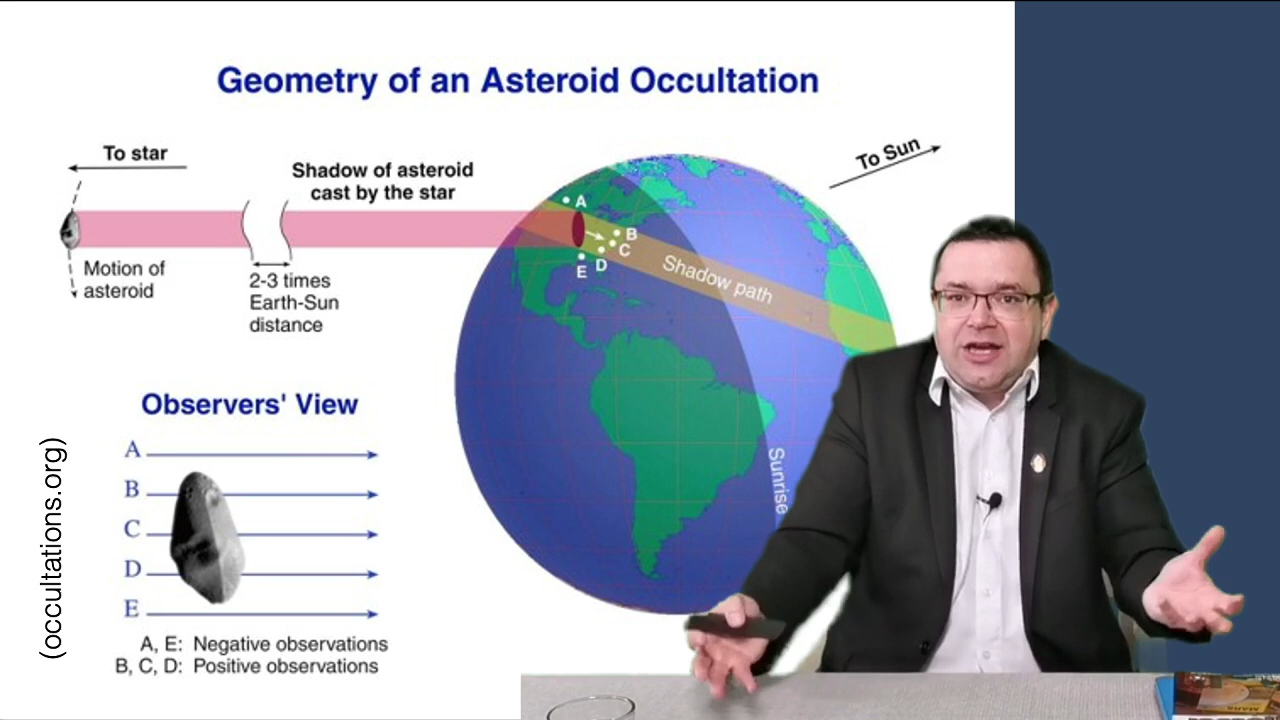 Geometry of an Asteroid Occultation
To star
To Sun
Shadow of asteroid
cast by the star
A
B
C
D
E
Motion of
asteroid
2-3 times
Earth-Sun
distance
Shadow path
Sunrise
Observers' View
A
B
C
D
E
A, E: Negative observations
B, C, D: Positive observations
(occultations.org)
MARS